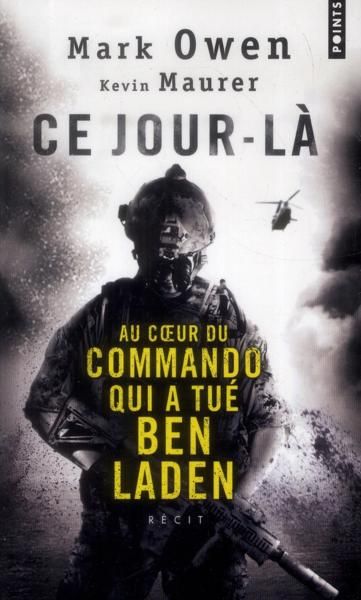 POINTS
Mark Owen
Kevin Maurer
CE JOUR-LÀ
AU CŒUR DU
COMMANDO
QUI A TUÉ
BEN
LADEN
RÉCIT